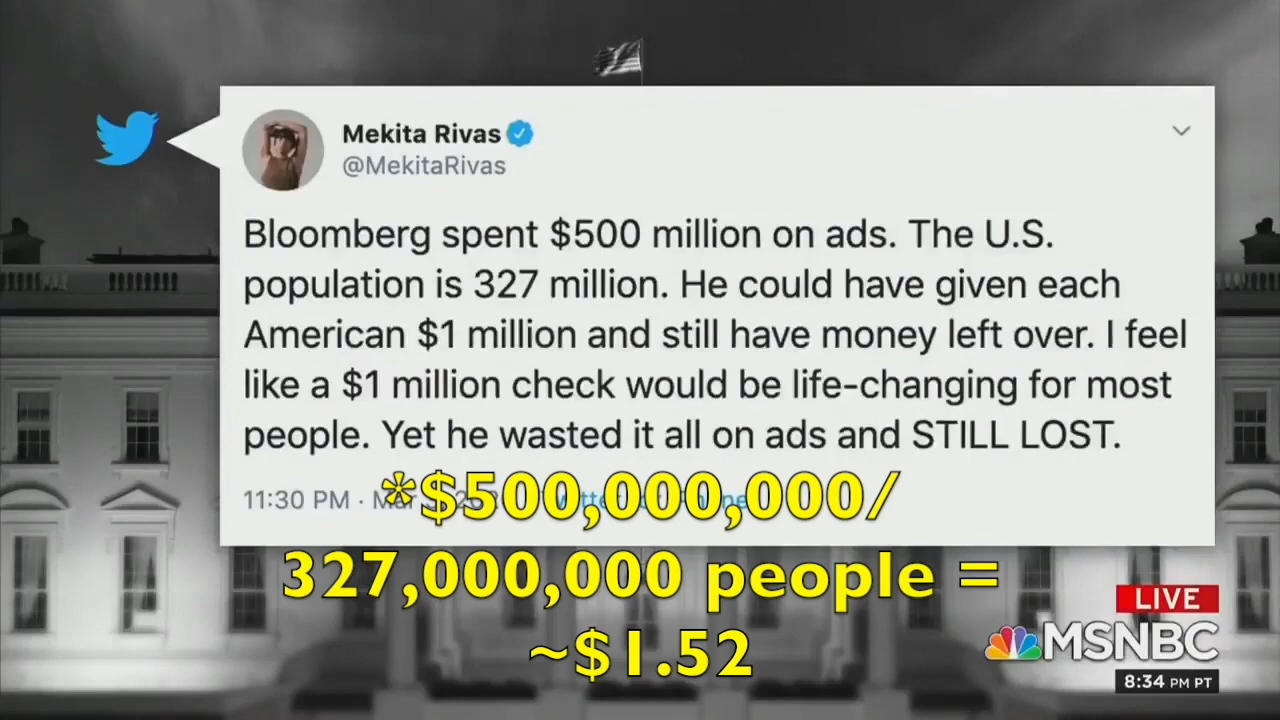 Mekita Rivas
@MekitaRivas
Bloomberg spent $500 million on ads. The U.S.
population is 327 million. He could have given each
American $1 million and still have money left over. I feel
like a $1 million check would be life-changing for most
people. Yet he wasted it all on ads and STILL LOST.
11:30 PM ·
*$500,000,000/
327,000,000 people =
~$1.52
LIVE
MSNBC
8:34 PM PT